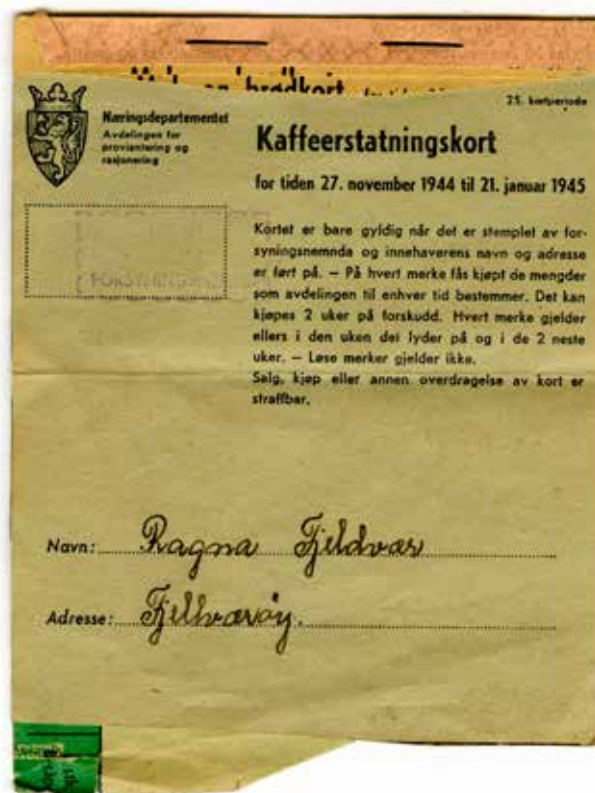 brødkort
25. kortperiode
Næringsdepartementet
Avdelingen for
proviantering og
rasjonering
Kaffeerstatningskort
for tiden 27. november 1944 til 21. januar 1945
Kortet er bare gyldig når det er stemplet av for-
syningsnemnda og innehaverens navn og adresse
er ført på. – På hvert merke fås kjøpt de mengder
som avdelingen til enhver tid bestemmer. Det kan
kjøpes 2 uker på forskudd. Hvert merke gjelder
ellers i den uken det lyder på og i de 2 neste
uker. – Løse merker gjelder ikke.
Salg, kjøp eller annen overdragelse av kort er
straffbar.
Navn: Ragna Fjeldvær
Adresse: Fjellværøy.